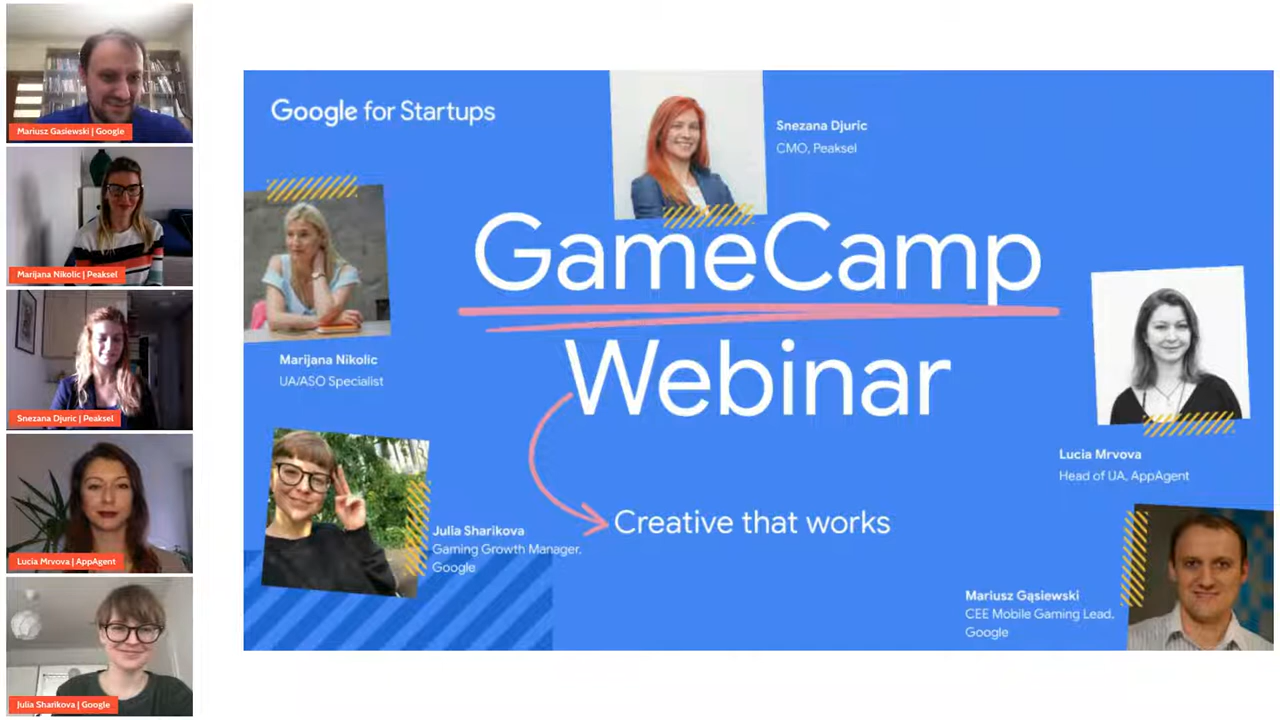 Mariusz Gasiewski | Google
Marijana Nikolic | Peaksel
Snezana Djuric | Peaksel
Lucia Mrvova | AppAgent
Julia Sharikova | Google
Google for Startups
Snezana Djuric
CMO, Peaksel
GameCamp
Webinar
Creative that works
Marijana Nikolic
UA/ASO Specialist
Julia Sharikova
Gaming Growth Manager.
Google
Lucia Mrvova
Head of UA, AppAgent
Mariusz Gąsiewski
CEE Mobile Gaming Lead.
Google